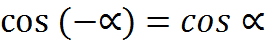 cos (−∝) = cos ∝